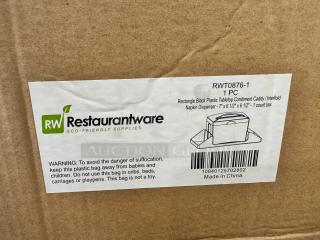 RW
Restaurantware
ECO-FRIENDLY SUPPLIES
RWT0876-1
1 PC
Rectangle Black Plastic Tabletop Condiment Caddy / Interfold
Napkin Dispenser - 7" x 6 1/2" x 6 1/2" - 1 count box
WARNING: To avoid the danger of suffocation,
keep this plastic bag away from babies and
children. Do not use this bag in cribs, beds,
carriages or playpens. This bag is not a toy.
10840129702802
Made in China